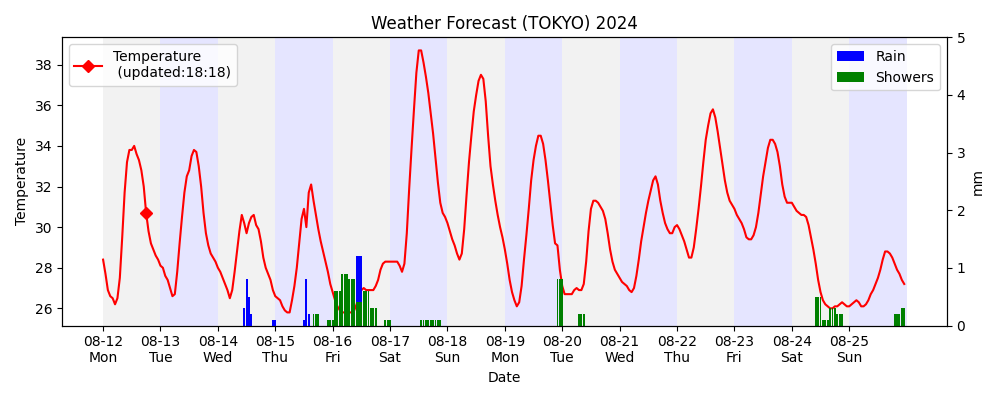 Weather Forecast (TOKYO) 2024
Temperature
(updated:18:18)
Rain
Showers
38
36
34
32
30
28
26
Temperature
5
4
3
2
1
0
mm
08-12 08-13 08-14 08-15 08-16 08-17 08-18 08-19 08-20 08-21 08-22 08-23 08-24 08-25
Mon Tue Wed Thu Fri Sat Sun Mon Tue Wed Thu Fri Sat Sun
Date